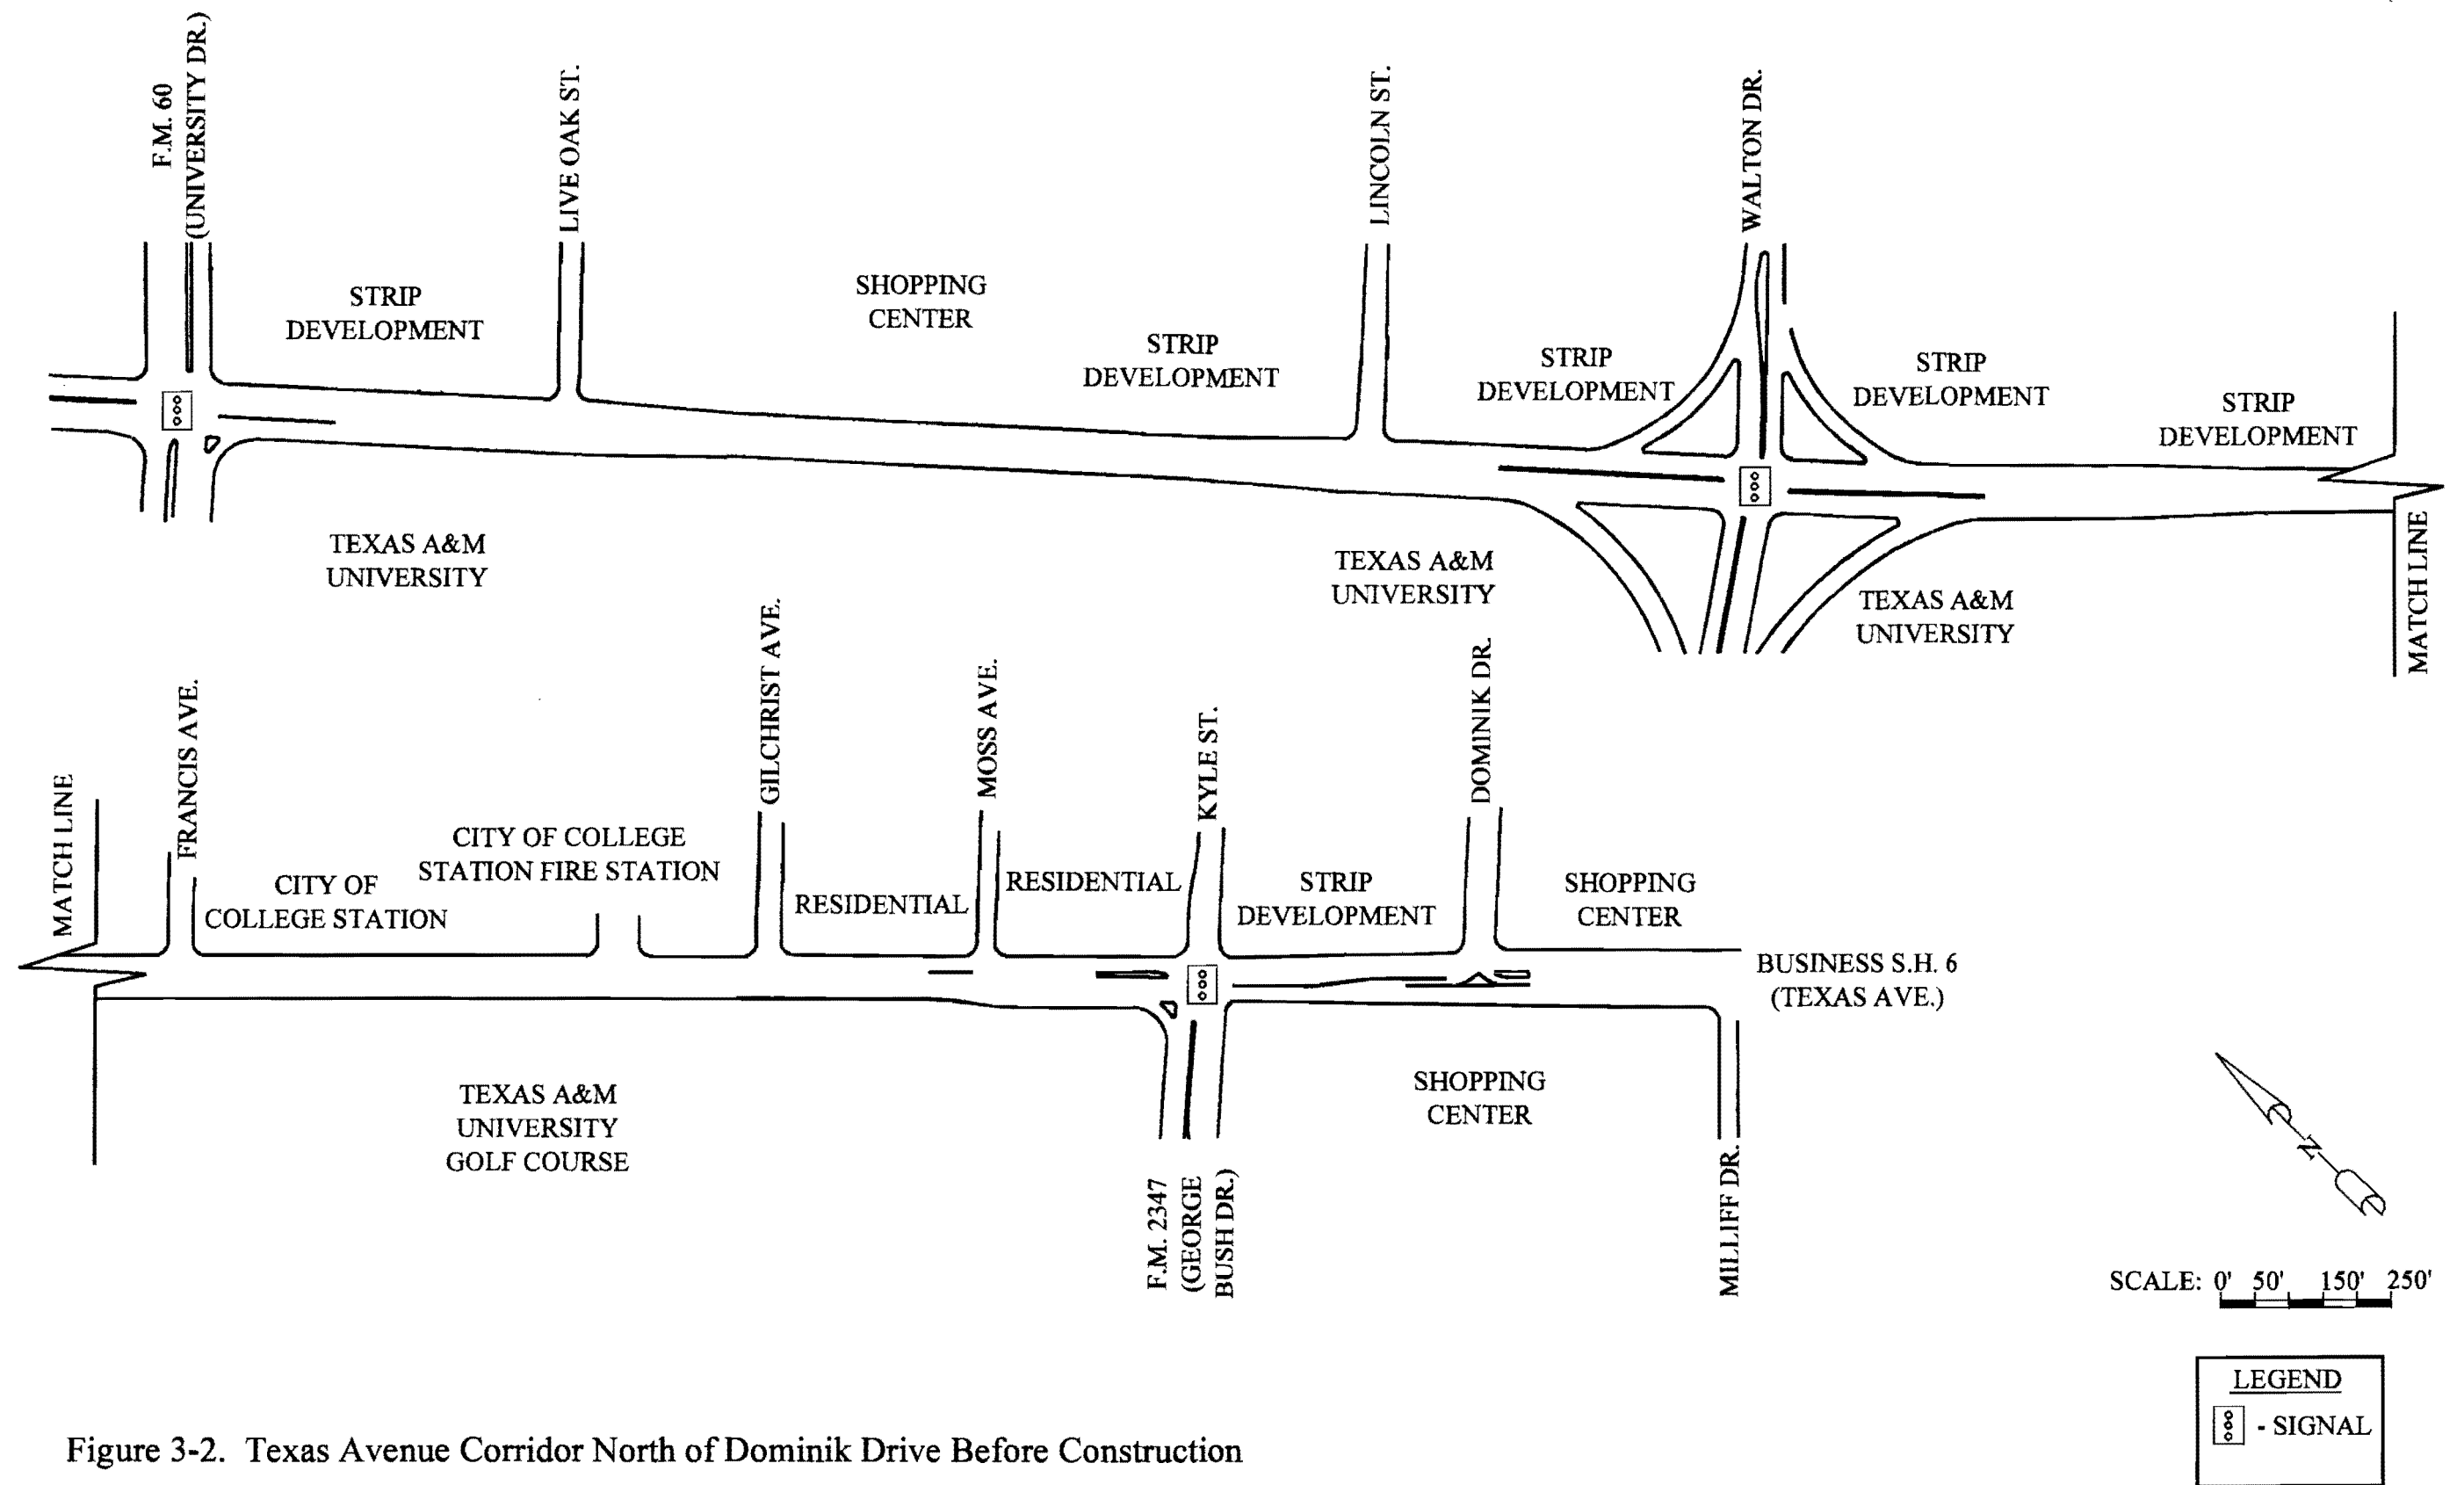 F.M. 60
(UNIVERSITY DR.)
LIVE OAK ST.
LINCOLN ST.
WALTON DR.
STRIP
DEVELOPMENT
SHOPPING
CENTER
STRIP
DEVELOPMENT
STRIP
DEVELOPMENT
STRIP
DEVELOPMENT
STRIP
DEVELOPMENT
TEXAS A&M
UNIVERSITY
TEXAS A&M
UNIVERSITY
TEXAS A&M
UNIVERSITY
MATCH LINE
MATCH LINE
FRANCIS AVE.
GILCHRIST AVE.
MOSS AVE.
KYLE ST.
DOMINIK DR.
CITY OF
COLLEGE STATION
CITY OF COLLEGE
STATION FIRE STATION
RESIDENTIAL
RESIDENTIAL
STRIP
DEVELOPMENT
SHOPPING
CENTER
BUSINESS S.H. 6
(TEXAS AVE.)
TEXAS A&M
UNIVERSITY
GOLF COURSE
SHOPPING
CENTER
F.M. 2347
(GEORGE
BUSH DR.)
MILLIFF DR.
N
SCALE: 0' 50' 150' 250'
LEGEND
- SIGNAL
Figure 3-2. Texas Avenue Corridor North of Dominik Drive Before Construction